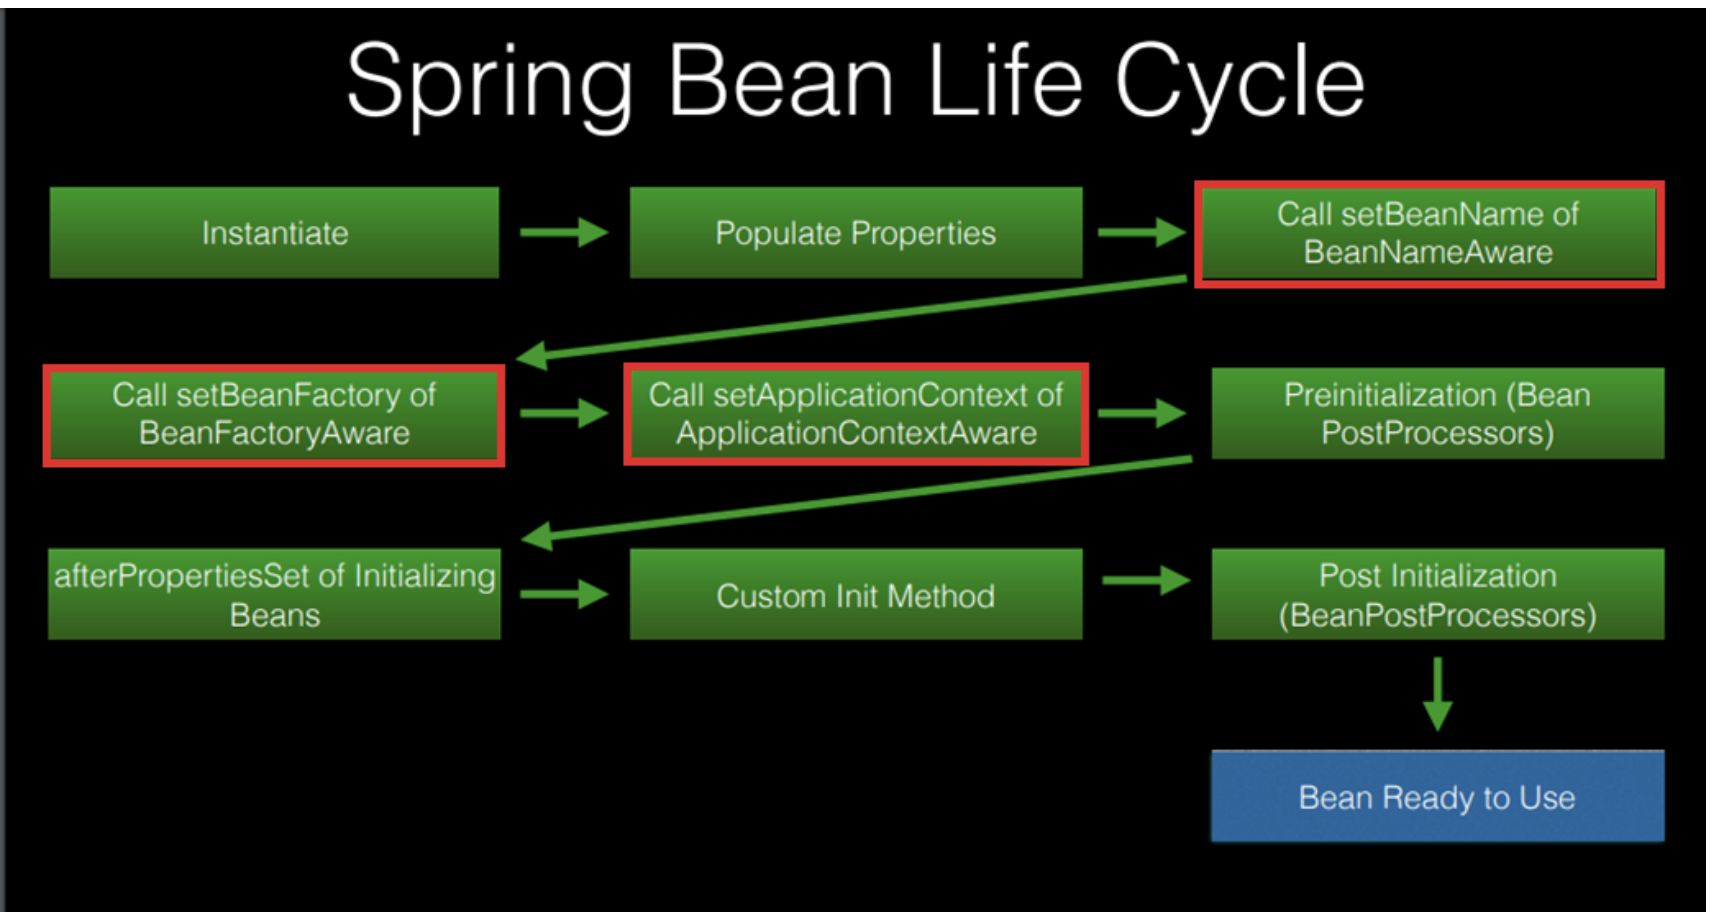 Spring Bean Life Cycle
Instantiate
Populate Properties
Call setBeanName of
BeanNameAware
Call setBeanFactory of
BeanFactoryAware
Call setApplicationContext of
ApplicationContextAware
Preinitialization (Bean
PostProcessors)
afterPropertiesSet of Initializing
Beans
Custom Init Method
Post Initialization
(BeanPostProcessors)
Bean Ready to Use